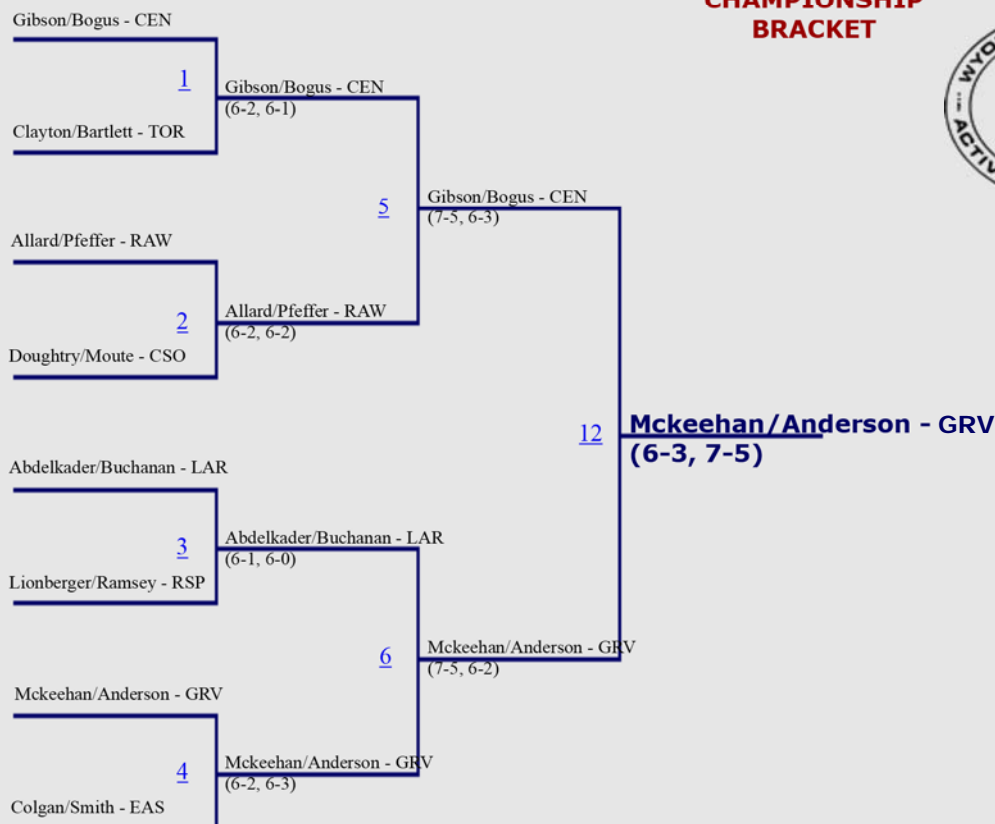 CHAMPIONSHIP
BRACKET
WYO
ACTIV
Gibson/Bogus - CEN
1
Gibson/Bogus - CEN
(6-2, 6-1)
Clayton/Bartlett - TOR
5
Gibson/Bogus - CEN
(7-5, 6-3)
Allard/Pfeffer - RAW
2
Allard/Pfeffer - RAW
(6-2, 6-2)
Doughtry/Moute - CSO
12
Mckeehan/Anderson - GRV
(6-3, 7-5)
Abdelkader/Buchanan - LAR
3
Abdelkader/Buchanan - LAR
(6-1, 6-0)
Lionberger/Ramsey - RSP
6
Mckeehan/Anderson - GRV
(7-5, 6-2)
Mckeehan/Anderson - GRV
4
Mckeehan/Anderson - GRV
(6-2, 6-3)
Colgan/Smith - EAS